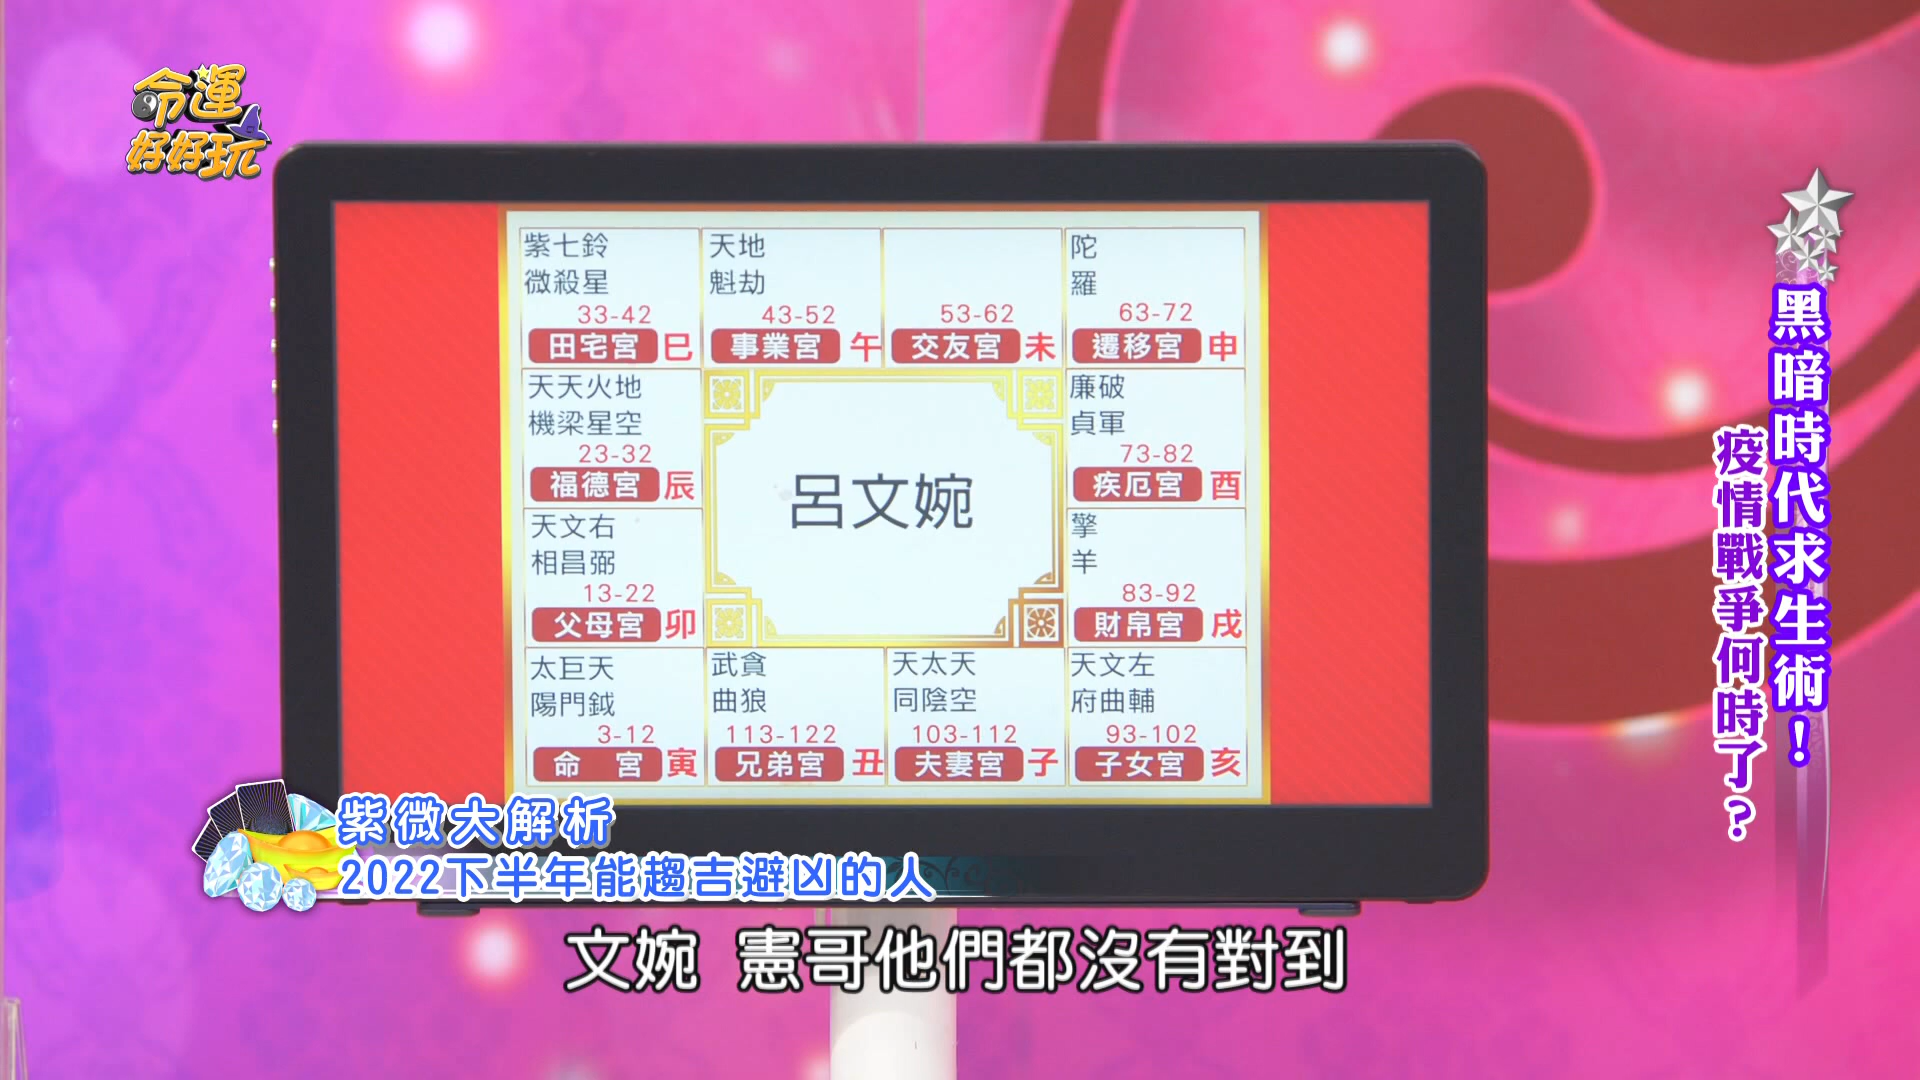 命運
好好玩
紫七鈴
微殺星
33-42
田宅宮 巳
天地
魁劫
43-52
事業宮 午
53-62
交友宮 未
陀
羅
63-72
遷移宮 申
天天火地
機梁星空
23-32
福德宮 辰
呂文婉
廉破
貞軍
73-82
疾厄宮 酉
天文右
相昌弼
13-22
父母宮 卯
擎
羊
83-92
財帛宮 戌
太巨天
陽門鉞
3-12
命宮 寅
武貪
曲狼
113-122
兄弟宮 丑
天太天
同陰空
103-112
夫妻宮 子
天文左
府曲輔
93-102
子女宮 亥
黑暗時代求生術！
疫情戰爭何時了？
紫微大解析
2022下半年能趨吉避凶的人
文婉 憲哥他們都沒有對到